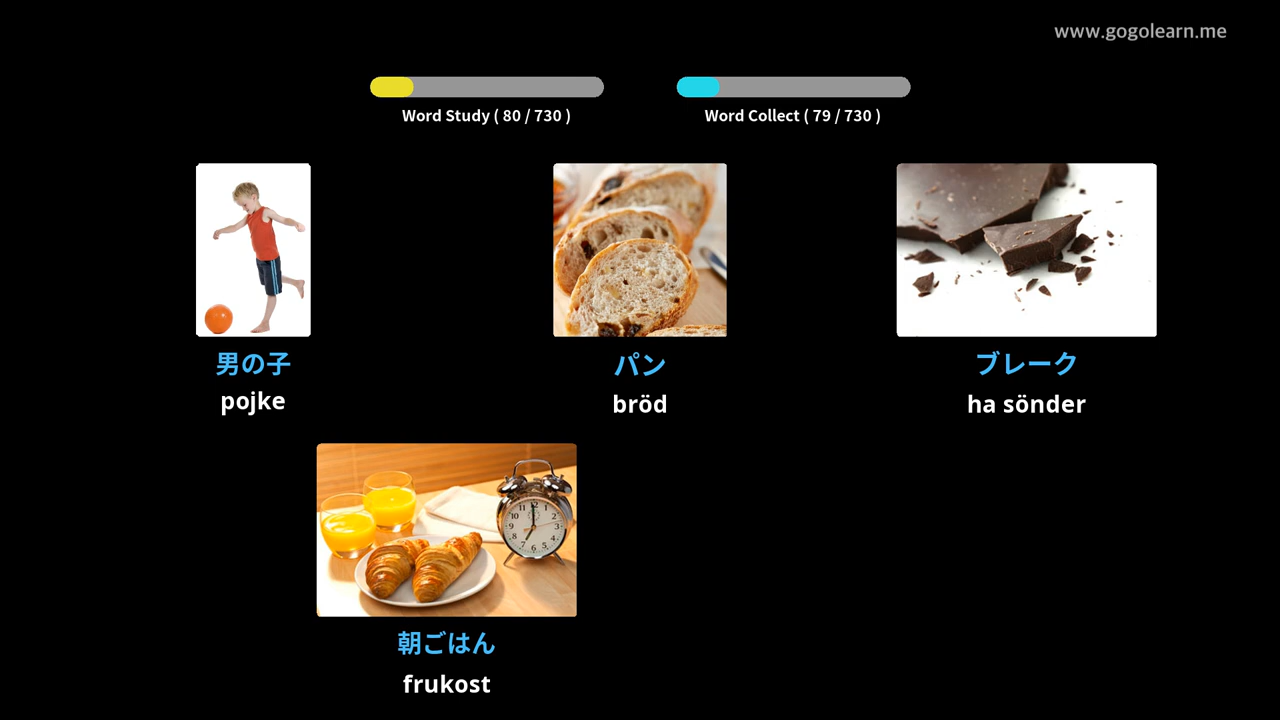 www.gogolearn.me
Word Study ( 80 / 730 )
Word Collect ( 79 / 730 )
男の子
pojke
パン
bröd
ブレーク
ha sönder
朝ごはん
frukost